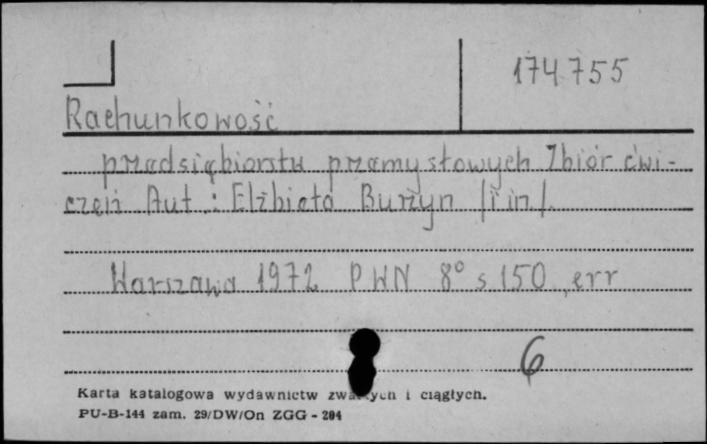 174755
Rachunkowość
przedsiębiorstw przemysłowych Zbiór ćwi-
czeń Aut.: Elżbieta Burzyn /i in/.
Warszawa 1972 PWN 8° s 150, err
6
Karta katalogowa wydawnictw zwartych i ciągłych.
PU-B-144 zam. 29/DW/On ZGG - 284